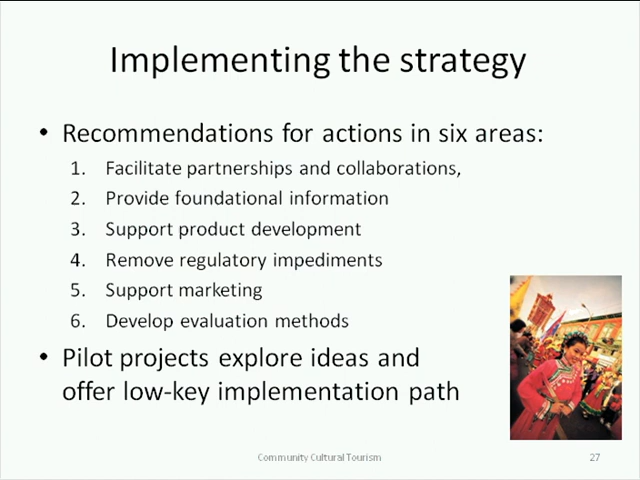 Implementing the strategy
• Recommendations for actions in six areas:
1. Facilitate partnerships and collaborations,
2. Provide foundational information
3. Support product development
4. Remove regulatory impediments
5. Support marketing
6. Develop evaluation methods
• Pilot projects explore ideas and
offer low-key implementation path
Community Cultural Tourism
27